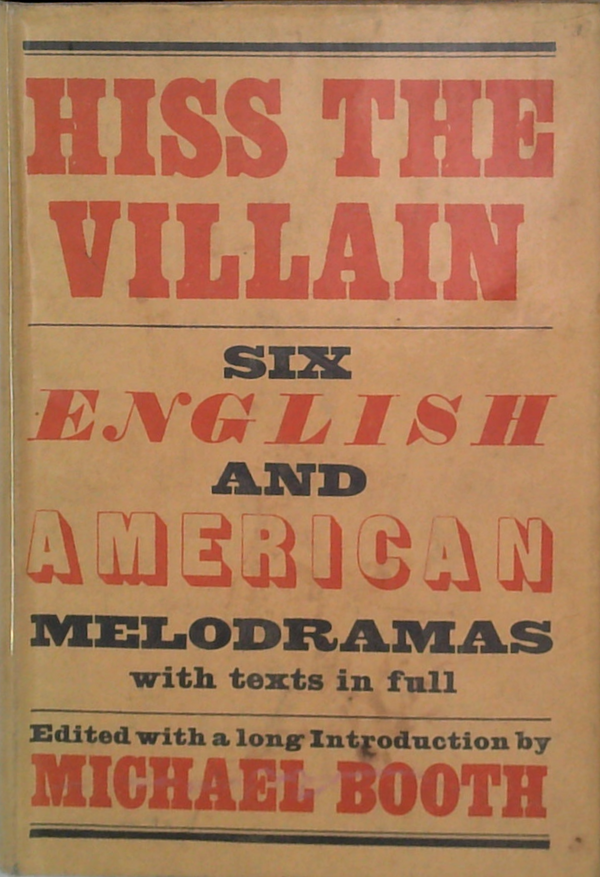 HISS THE
VILLAIN
SIX
ENGLISH
AND
AMERICAN
MELODRAMAS
with texts in full
Edited with a long Introduction by
MICHAEL BOOTH